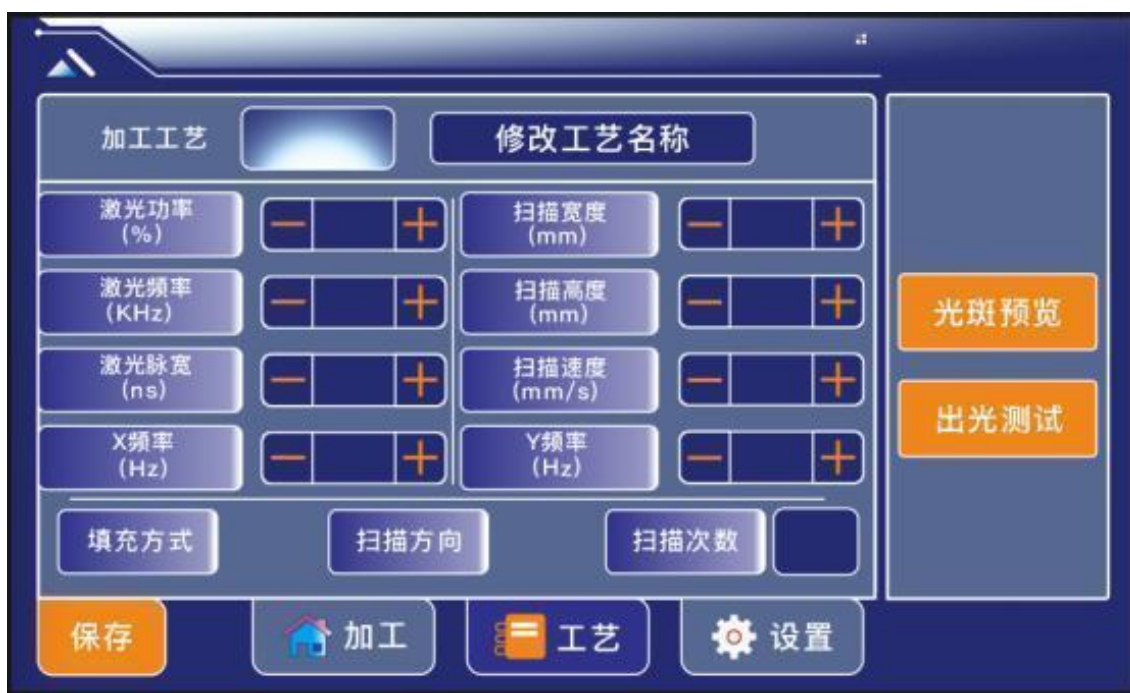 加工工艺 修改工艺名称
激光功率 扫描宽度
(%) (mm)
激光频率 扫描高度
(KHz) (mm)
激光脉宽 扫描速度
(ns) (mm/s)
X频率 Y频率
(Hz) (Hz)
光斑预览
出光测试
填充方式 扫描方向 扫描次数
保存 加工 工艺 设置